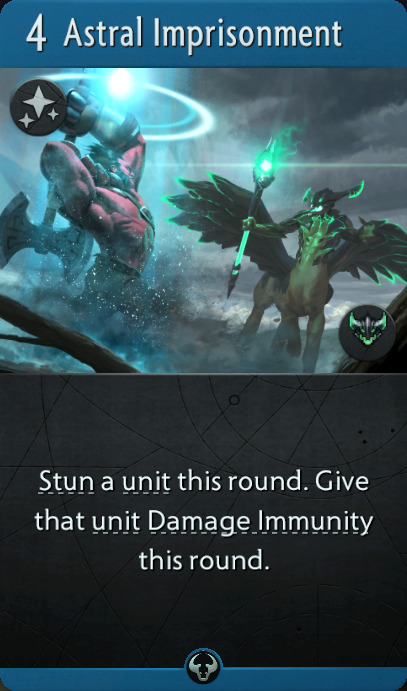 4 Astral Imprisonment
Stun a unit this round. Give
that unit Damage Immunity
this round.